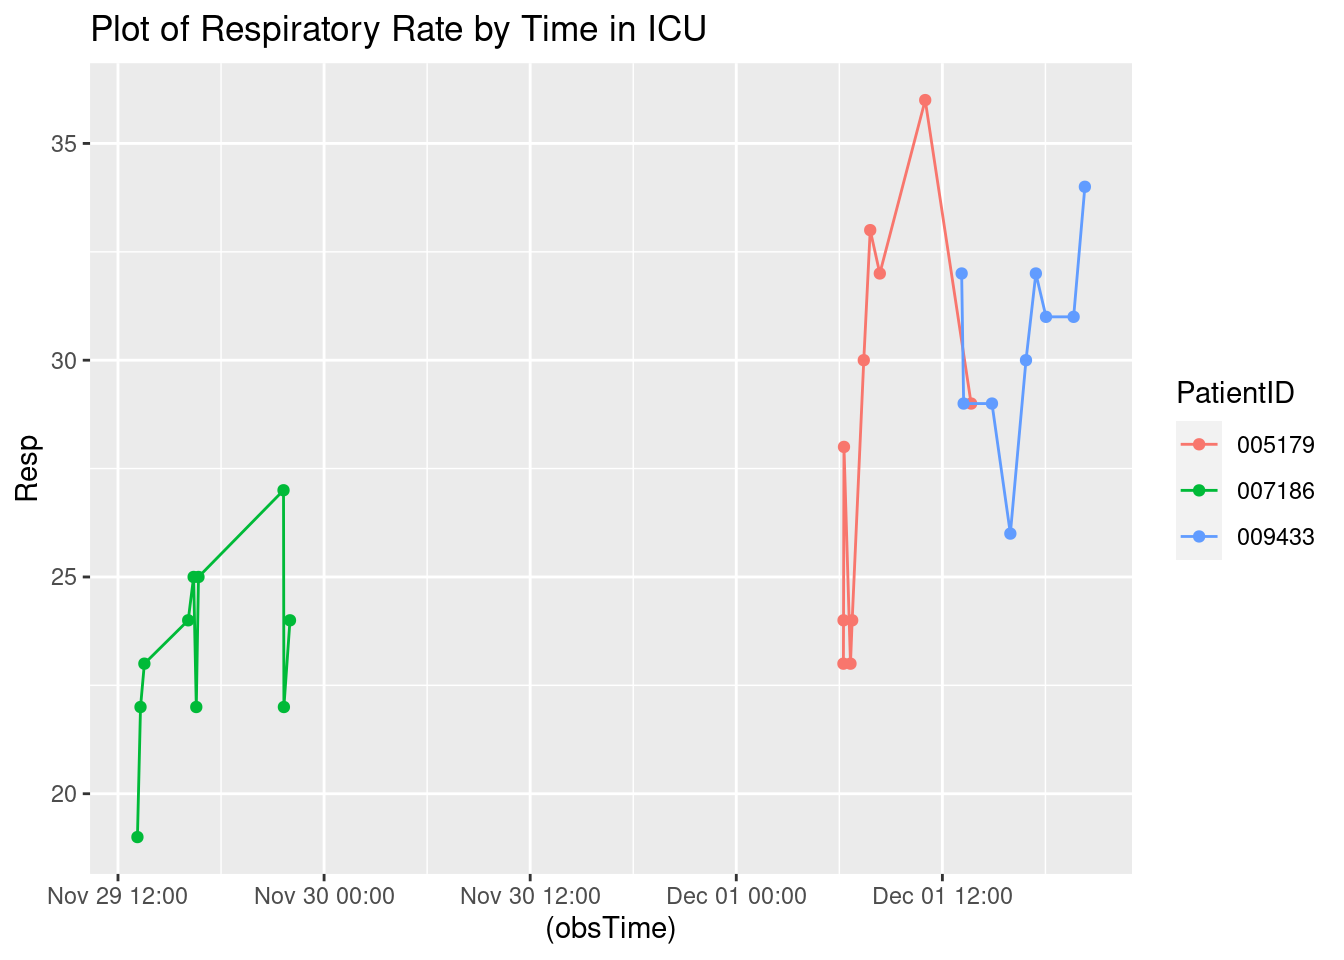 Plot of Respiratory Rate by Time in ICU
35
30
25
20
Resp
Nov 29 12:00
Nov 30 00:00
Nov 30 12:00
Dec 01 00:00
Dec 01 12:00
(obsTime)
PatientID
005179
007186
009433